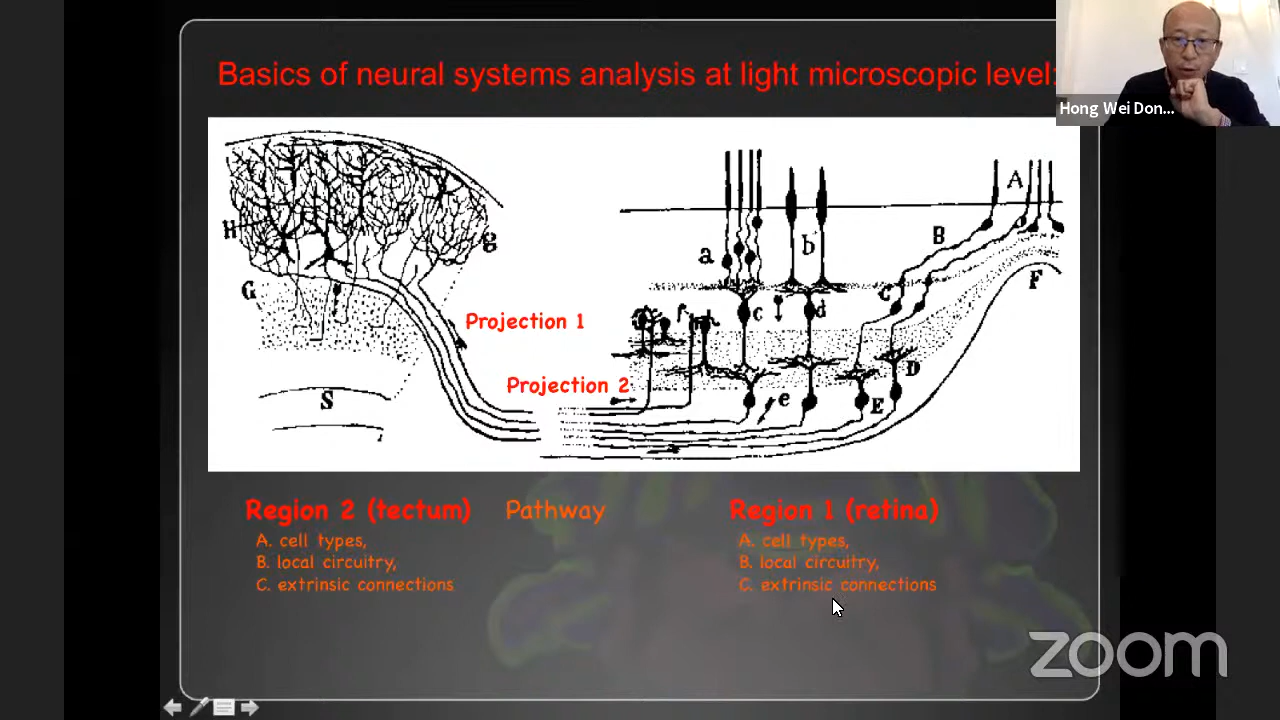 Basics of neural systems analysis at light microscopic level:
Hong Wei Don...
A
H
g
a
b
B
G
C
F
c
d
Projection 1
D
Projection 2
S
e
E
Region 2 (tectum) Pathway Region 1 (retina)
A. cell types, A. cell types,
B. local circuitry, B. local circuitry,
C. extrinsic connections C. extrinsic connections
zoom